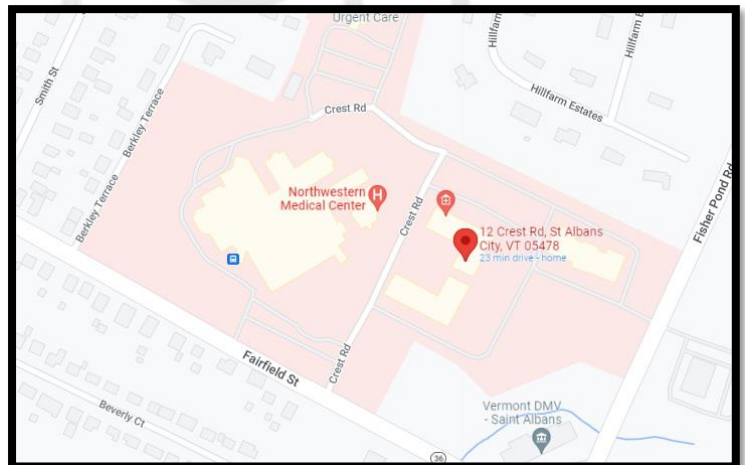 Urgent Care
Smith St
Berkley Terrace
Berkley Terrace
Crest Rd
Hillfarm Estates
Fisher Pond Rd
Northwestern
Medical Center
H
Crest Rd
12 Crest Rd, St Albans
City, VT 05478
23 min drive - home
Fairfield St
Crest Rd
Beverly Ct
Vermont DMV
- Saint Albans
36